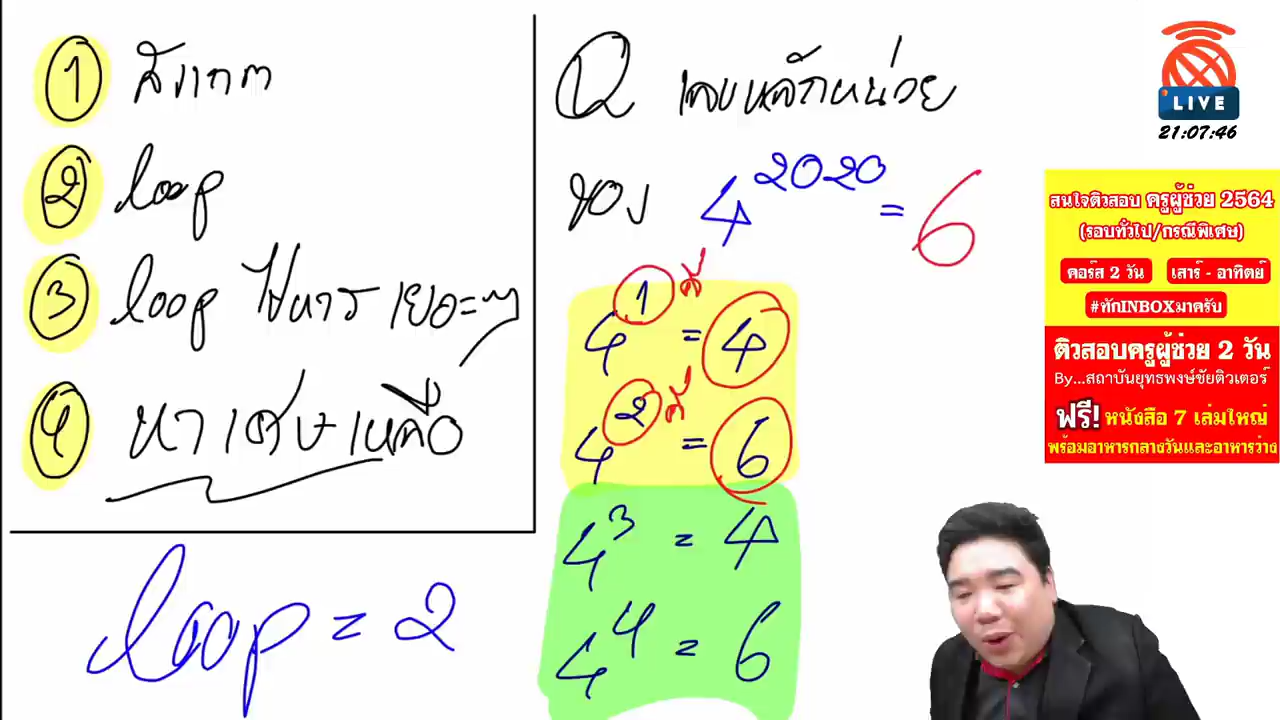 ① สังเกต
② loop
③ loop ไปหาร เยอะๆ
④ หาเศษเหลือ
loop = 2
Q เลขหลักหน่วย
ของ 4^2020 = 6
4^1 คี่ = 4
4^2 คู่ = 6
4^3 = 4
4^4 = 6
LIVE
21:07:46
สนใจติวสอบ ครูผู้ช่วย 2564
(รอบทั่วไป/กรณีพิเศษ)
คอร์ส 2 วัน เสาร์ - อาทิตย์
#ทักINBOXมาครับ
ติวสอบครูผู้ช่วย 2 วัน
By...สถาบันยุทธพงษ์ชัยติวเตอร์
ฟรี! หนังสือ 7 เล่มใหญ่
พร้อมอาหารกลางวันและอาหารว่าง